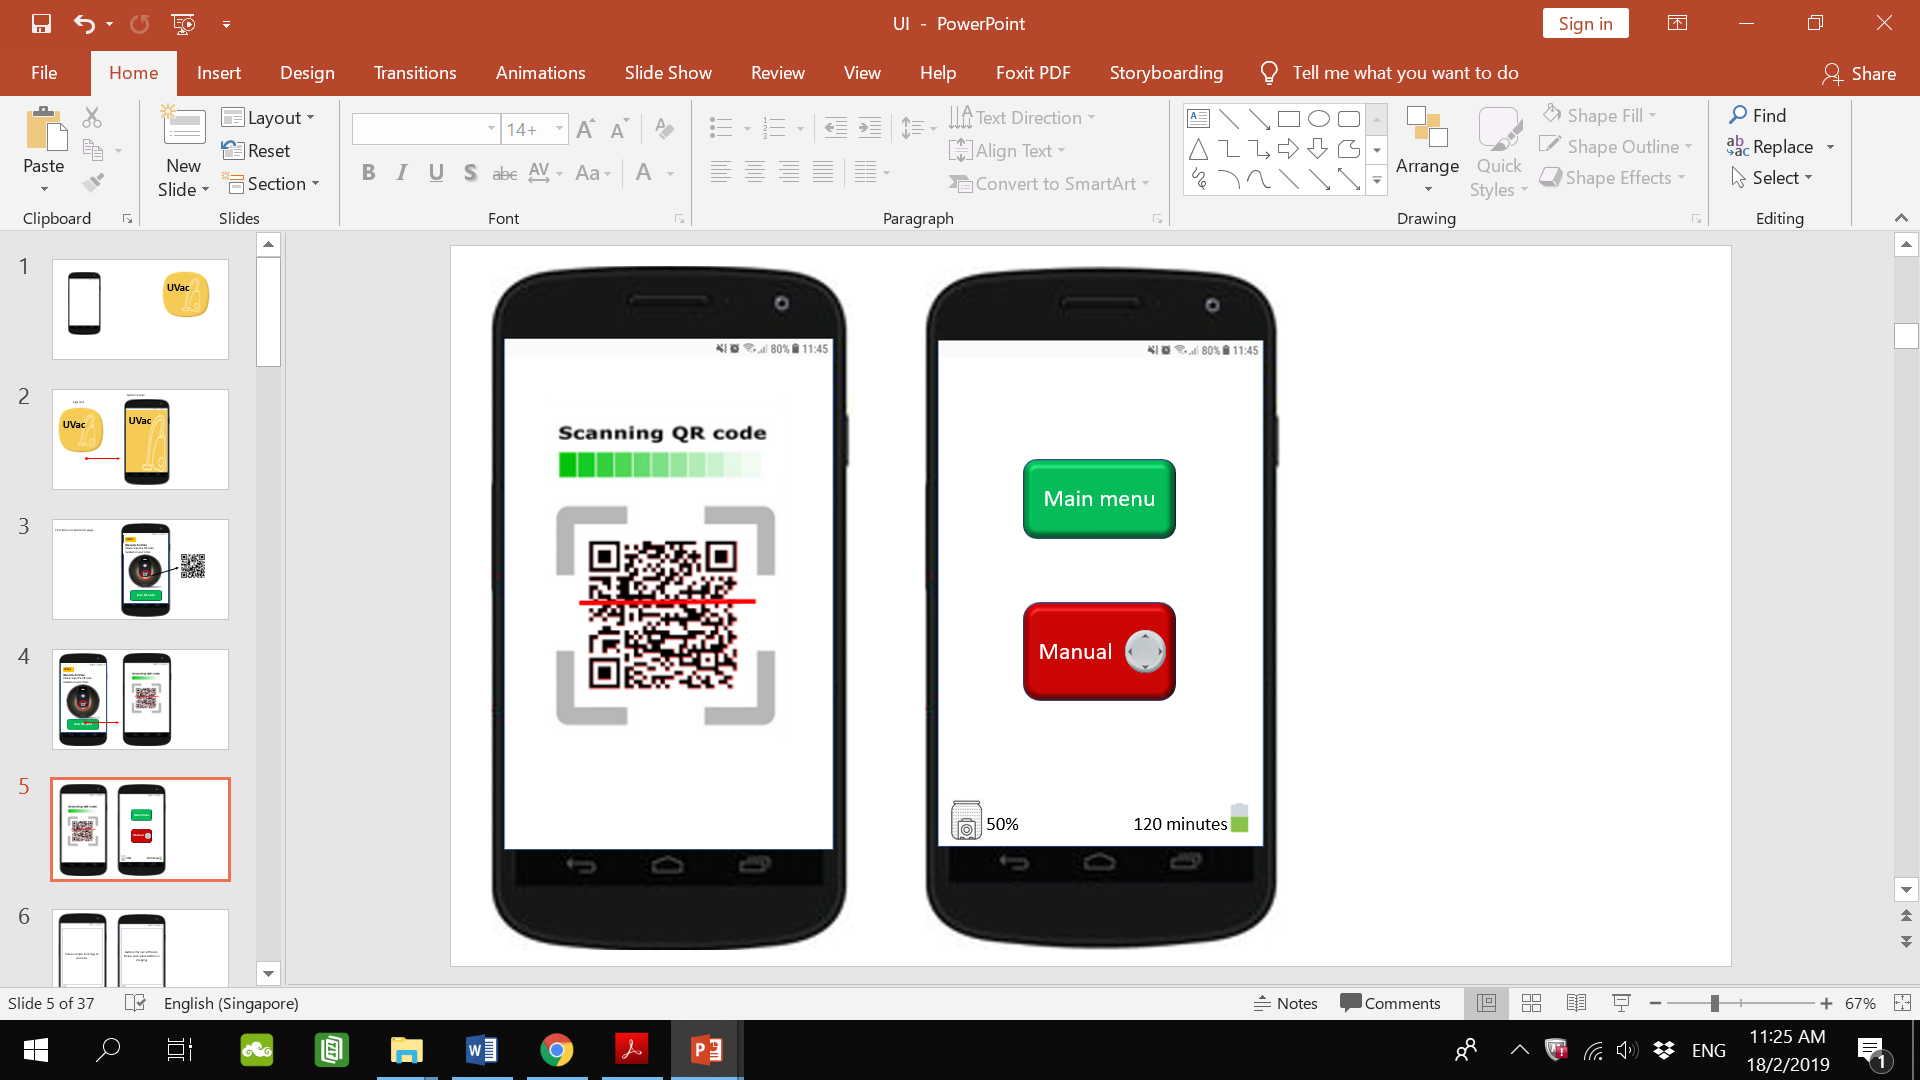 UI - PowerPoint
Sign in
File Home Insert Design Transitions Animations Slide Show Review View Help Foxit PDF Storyboarding Tell me what you want to do Share
Paste
New Slide
Layout
Reset
Section
14+
B I U S abc AV Aa A
Text Direction
Align Text
Convert to SmartArt
Arrange
Quick Styles
Shape Fill
Shape Outline
Shape Effects
Find
Replace
Select
Clipboard Slides Font Paragraph Drawing Editing
1
UVac
2
UVac
UVac
3
4
5
6
80% 11:45
Scanning QR code
80% 11:45
Main menu
Manual
50%
120 minutes
Slide 5 of 37 English (Singapore) Notes Comments 67%
ENG
11:25 AM
18/2/2019
1